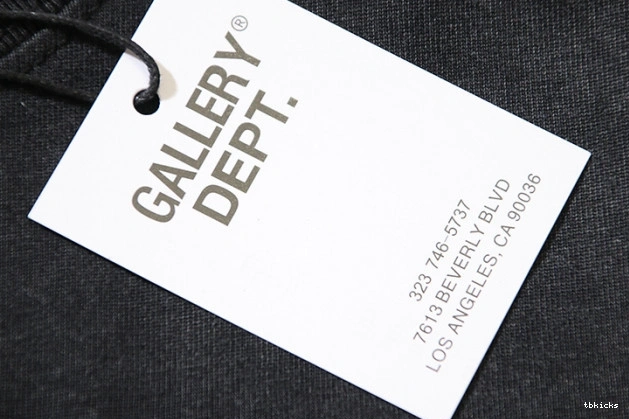 GALLERY®
DEPT.
323 746-5737
7613 BEVERLY BLVD
LOS ANGELES, CA 90036
tbkicks